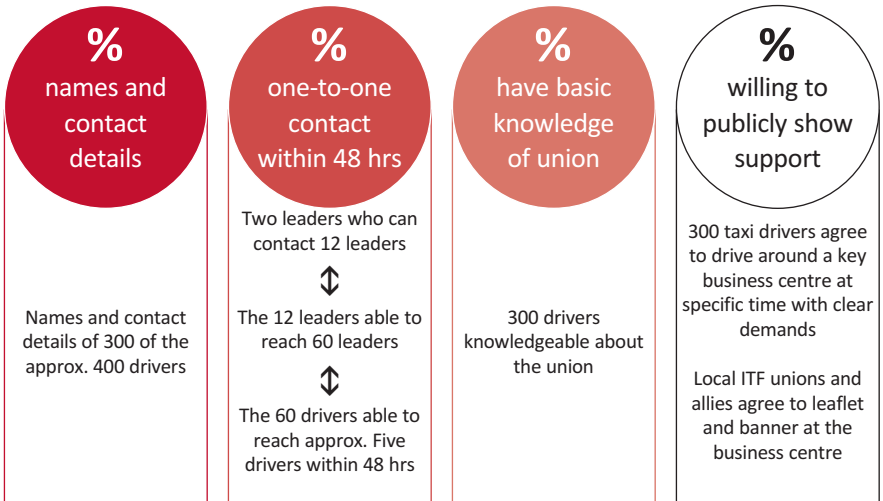 %
names and
contact
details
Names and contact
details of 300 of the
approx. 400 drivers
%
one-to-one
contact
within 48 hrs
Two leaders who can
contact 12 leaders
The 12 leaders able to
reach 60 leaders
The 60 drivers able to
reach approx. Five
drivers within 48 hrs
%
have basic
knowledge
of union
300 drivers
knowledgeable about
the union
%
willing to
publicly show
support
300 taxi drivers agree
to drive around a key
business centre at
specific time with clear
demands
Local ITF unions and
allies agree to leaflet
and banner at the
business centre